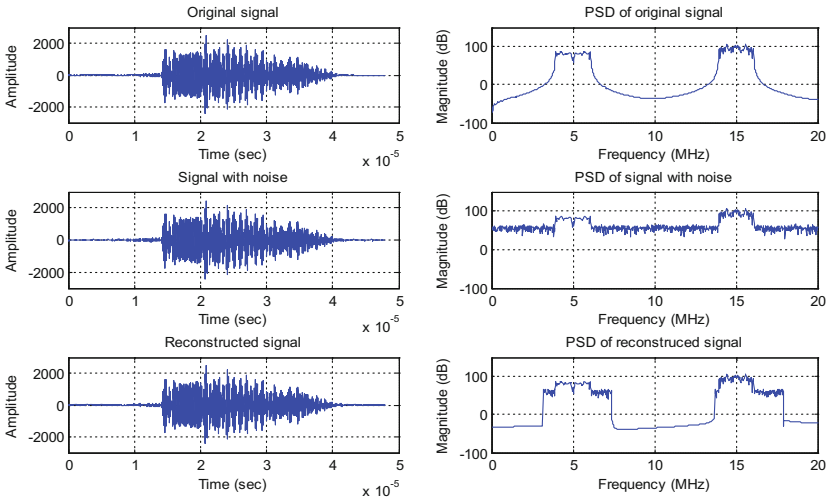 Original signal
Amplitude
2000
0
-2000
0 1 2 3 4 5
Time (sec)
x 10-5
PSD of original signal
Magnitude (dB)
100
0
-100
0 5 10 15 20
Frequency (MHz)
Signal with noise
Amplitude
2000
0
-2000
0 1 2 3 4 5
Time (sec)
x 10-5
PSD of signal with noise
Magnitude (dB)
100
0
-100
0 5 10 15 20
Frequency (MHz)
Reconstructed signal
Amplitude
2000
0
-2000
0 1 2 3 4 5
Time (sec)
x 10-5
PSD of reconstruced signal
Magnitude (dB)
100
0
-100
0 5 10 15 20
Frequency (MHz)